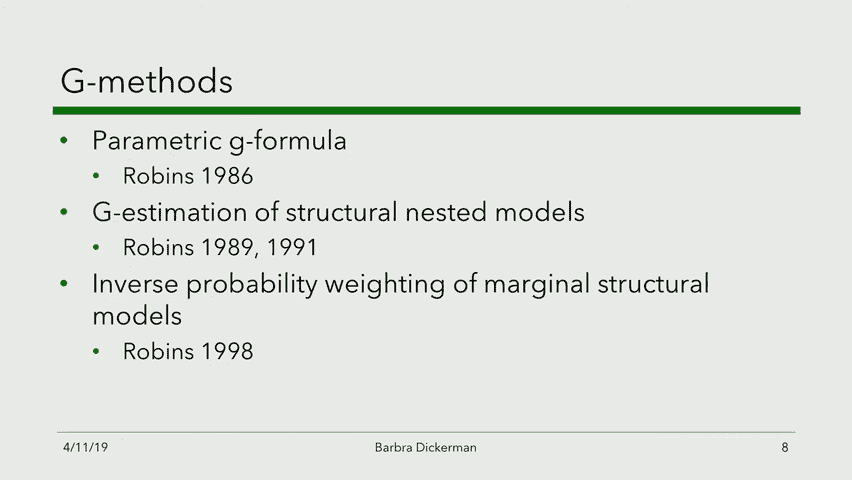 G-methods
• Parametric g-formula
• Robins 1986
• G-estimation of structural nested models
• Robins 1989, 1991
• Inverse probability weighting of marginal structural
models
• Robins 1998
4/11/19 Barbra Dickerman 8